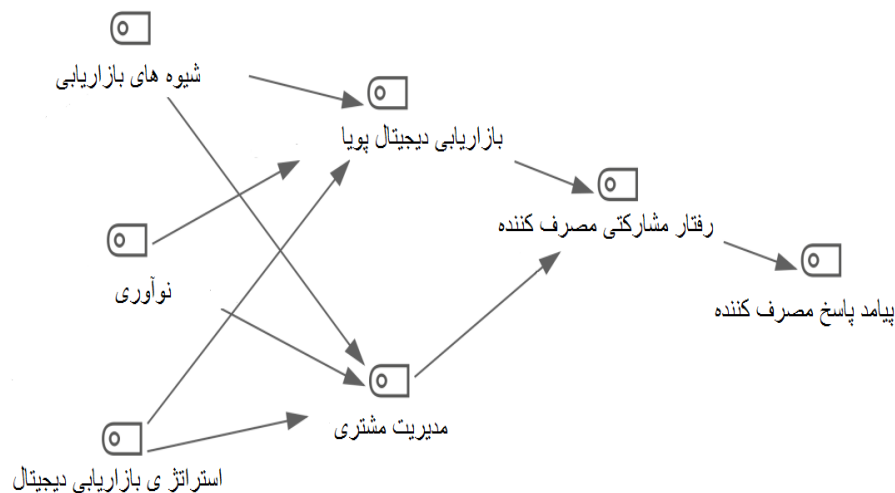 شیوه های بازاریابی
بازاریابی دیجیتال پویا
رفتار مشارکتی مصرف کننده
نوآوری
پیامد پاسخ مصرف کننده
مدیریت مشتری
استراتژ ی بازاریابی دیجیتال